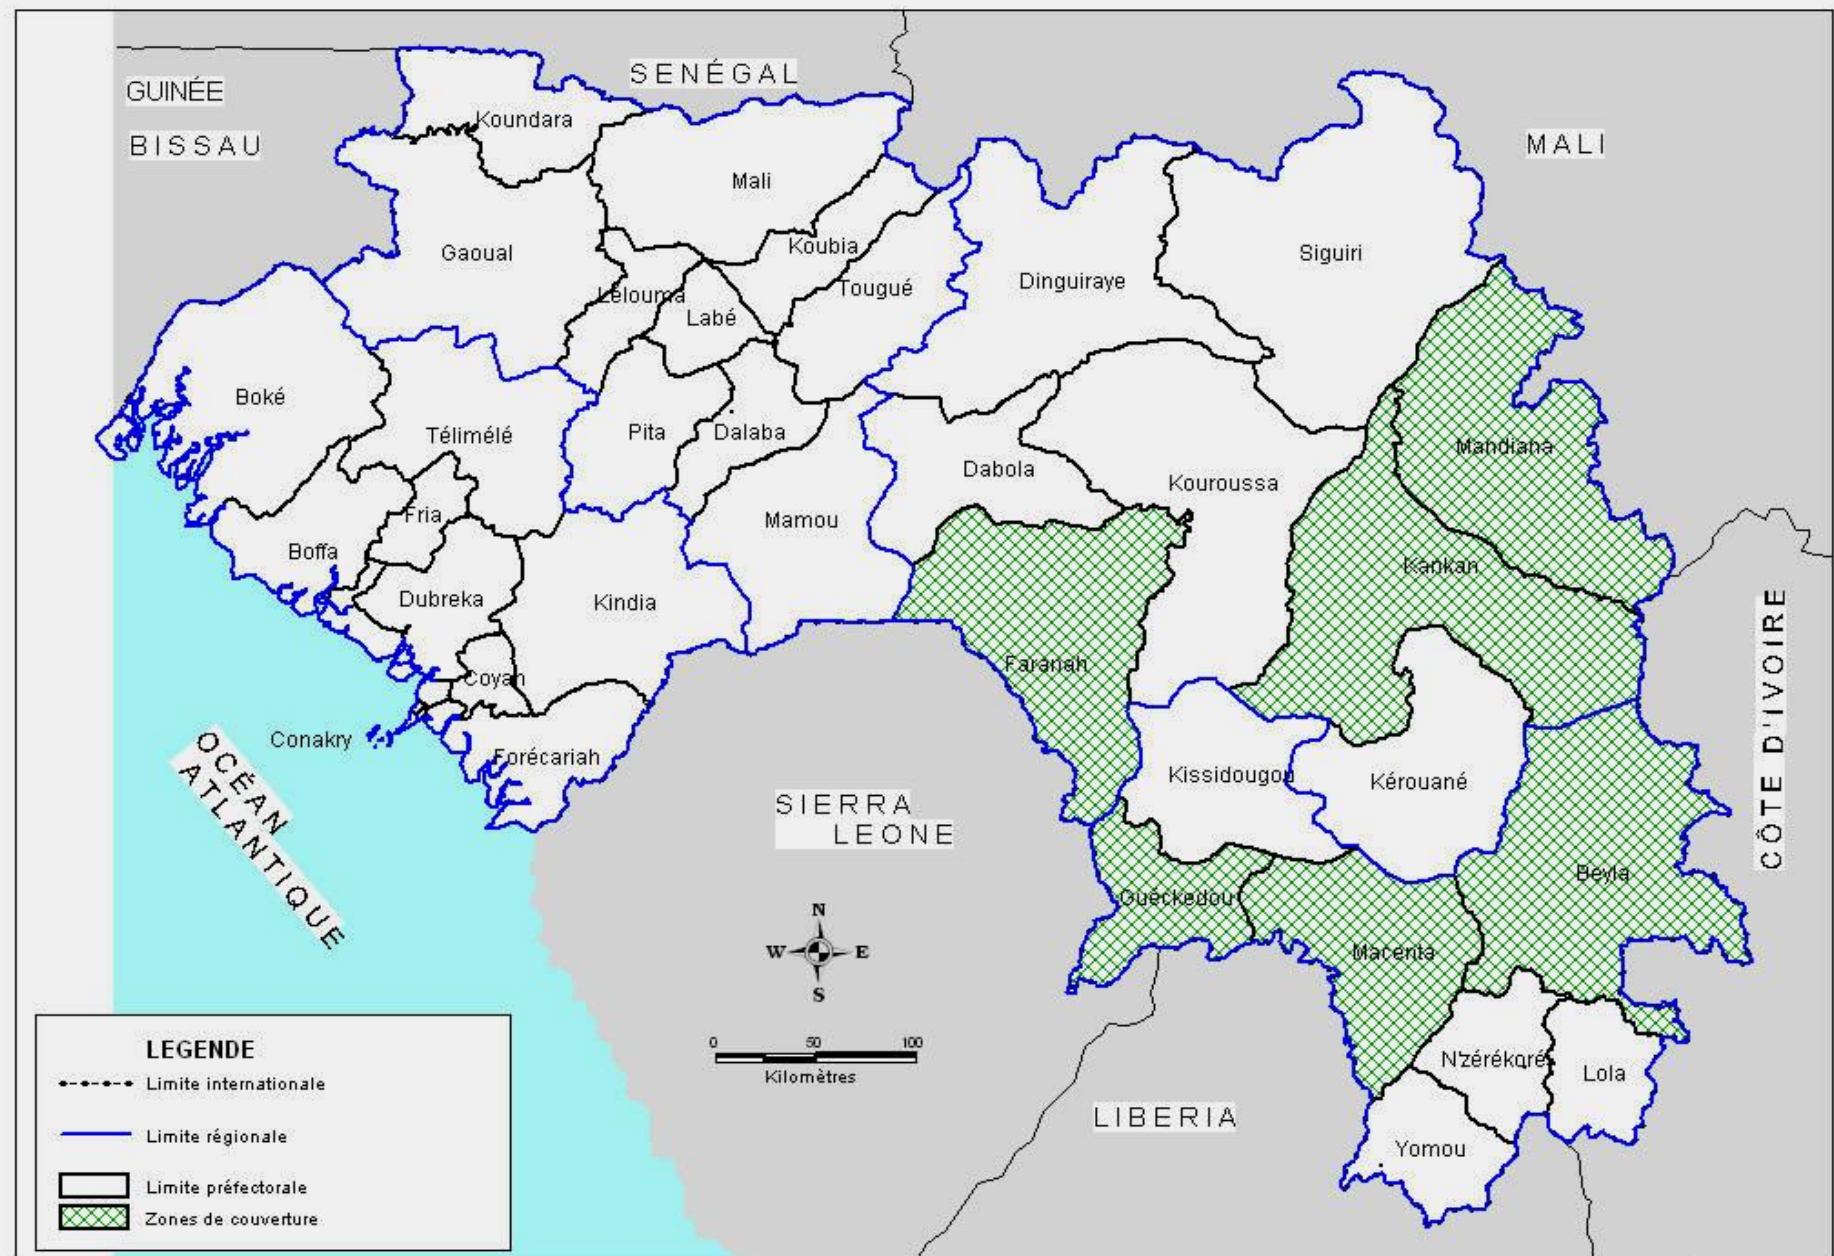 SENÉGAL
GUINÉE
BISSAU
MALI
Koundara
Mali
Gaoual
Koubia
Siguiri
Lélouma
Tougué
Dinguiraye
Labé
Boké
Télimélé
Pita
Dalaba
Mandiana
Dabola
Kouroussa
Fria
Mamou
Boffa
Kankan
Dubreka
Kindia
CÔTE D'IVOIRE
Faranah
Coyah
Conakry
Forécariah
Kissidougou
Kérouané
OCÉAN
ATLANTIQUE
SIERRA
LEONE
Beyla
Guéckedou
Macenta
N
W E
S
0 50 100
Kilomètres
N'zérékoré
Lola
LIBERIA
Yomou
LEGENDE
Limite internationale
Limite régionale
Limite préfectorale
Zones de couverture